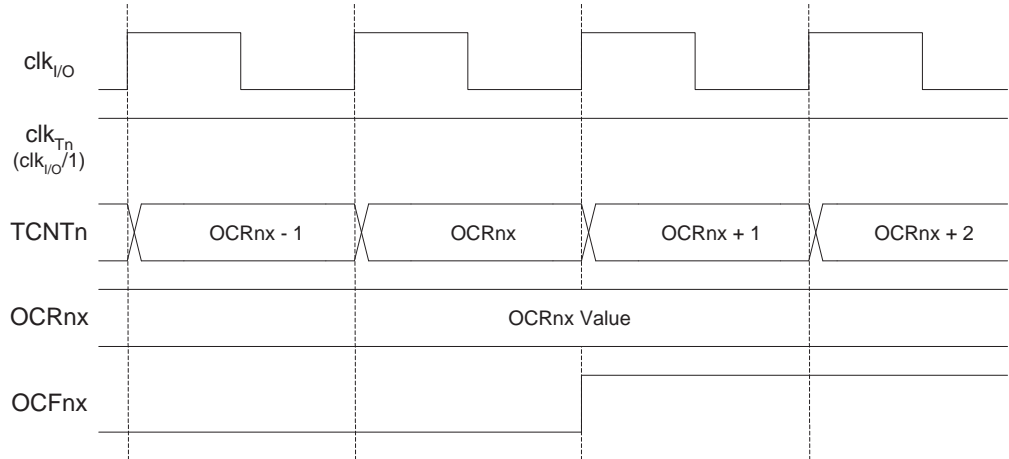 clkI/O
clkTn
(clkI/O/1)
TCNTn
OCRnx - 1
OCRnx
OCRnx + 1
OCRnx + 2
OCRnx
OCRnx Value
OCFnx